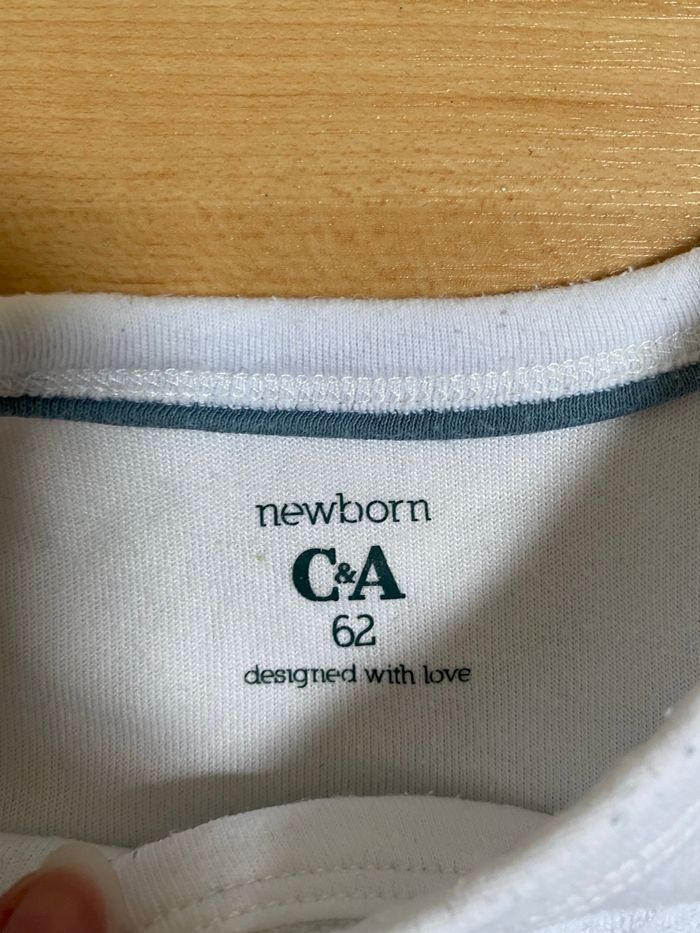 newborn
C&A
62
designed with love